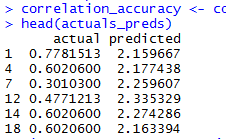 > correlation_accuracy <- co
> head(actuals_preds)
actual predicted
1 0.7781513 2.159667
4 0.6020600 2.177438
7 0.3010300 2.259607
12 0.4771213 2.335329
14 0.6020600 2.274286
18 0.6020600 2.163394